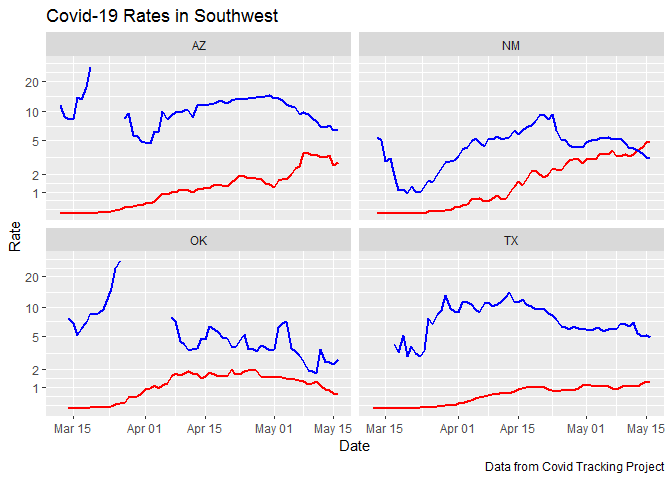 Covid-19 Rates in Southwest
AZ NM
20
10
5
2
1
OK TX
20
10
5
2
1
Rate
Mar 15 Apr 01 Apr 15 May 01 May 15 Mar 15 Apr 01 Apr 15 May 01 May 15
Date
Data from Covid Tracking Project